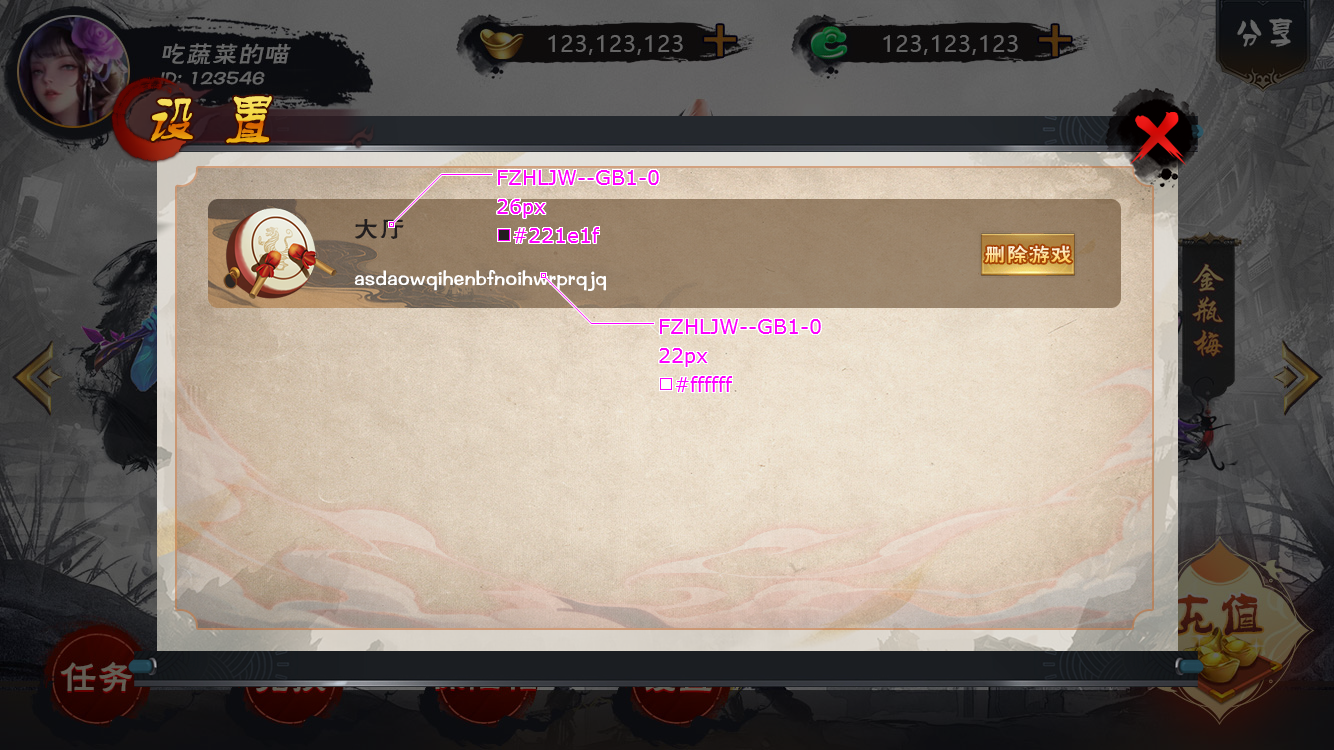 吃蔬菜的喵
ID: 123546
123,123,123
123,123,123
分享
设置
FZHLJW--GB1-0
26px
#221e1f
大厅
删除游戏
asdaowqihenbfnoihwrprqjq
FZHLJW--GB1-0
22px
#ffffff
金瓶梅
充值
任务